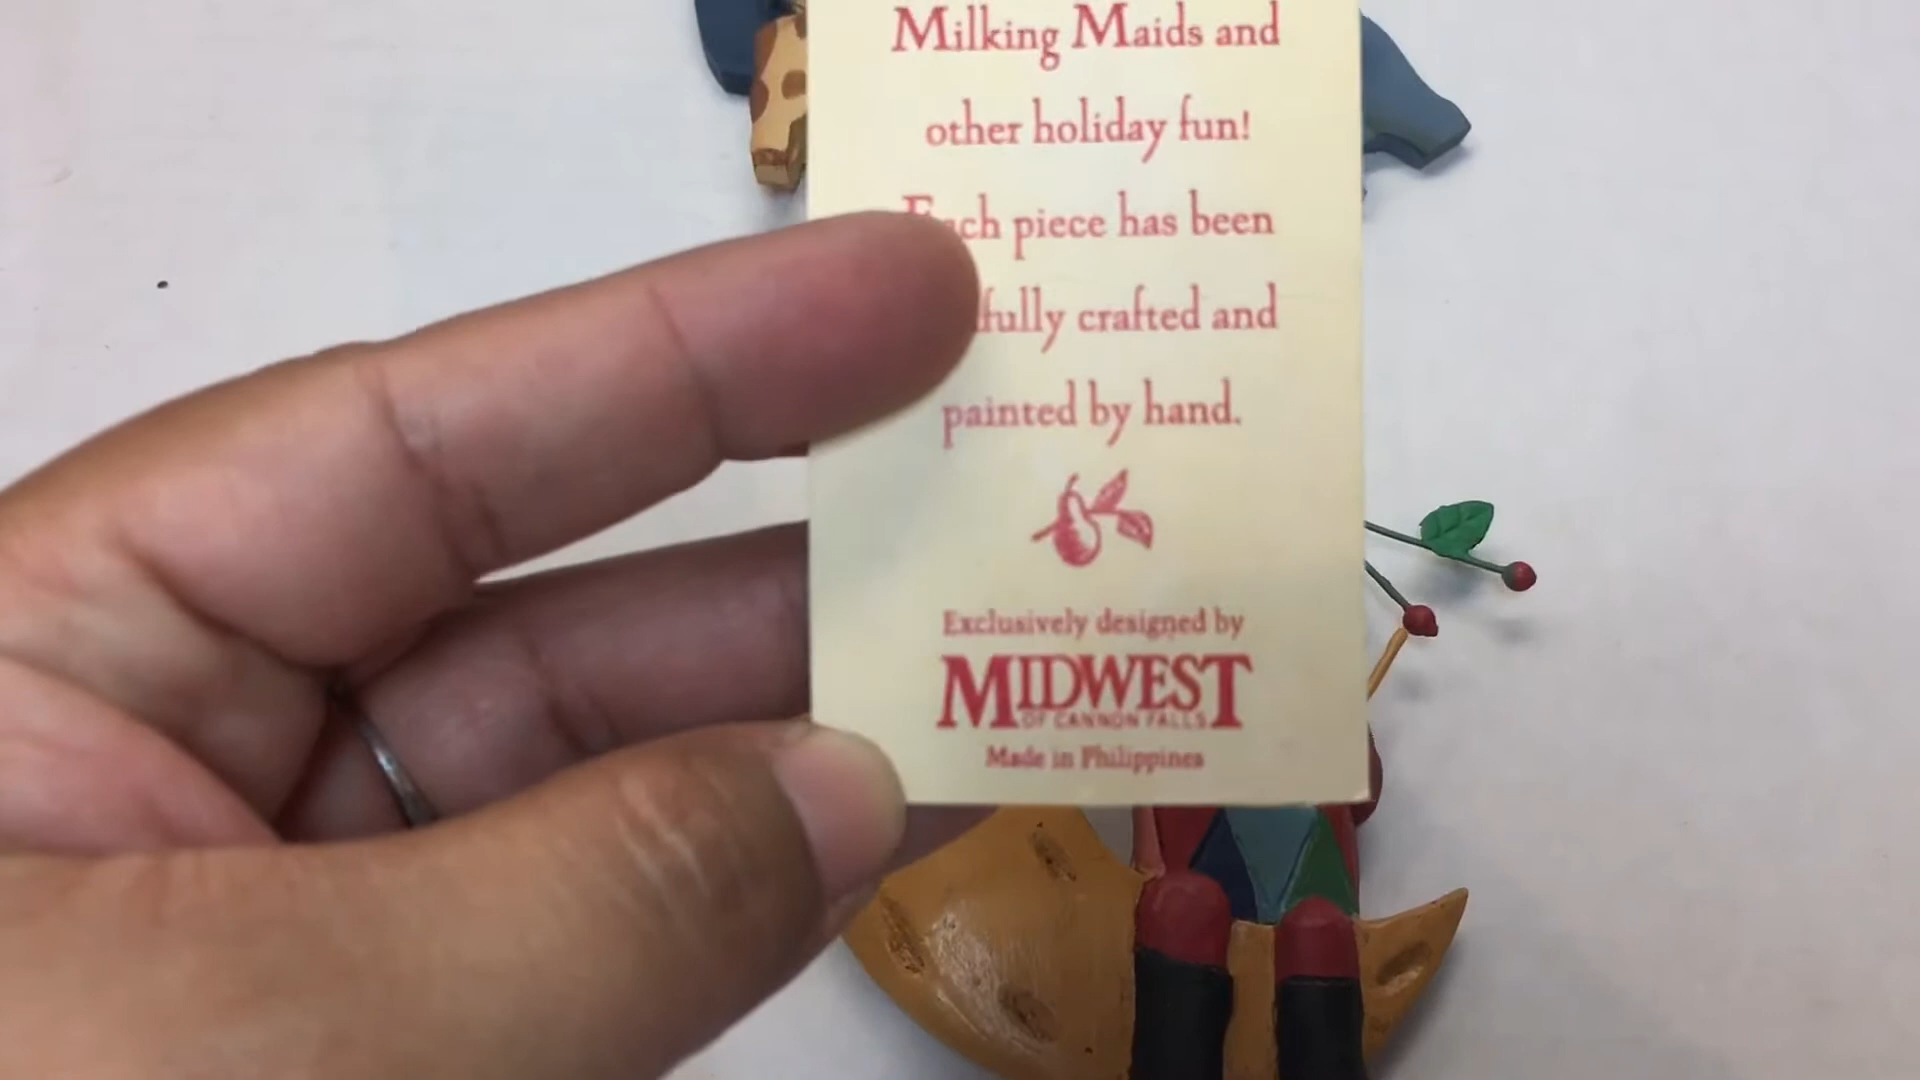 Milking Maids and
other holiday fun!
Each piece has been
fully crafted and
painted by hand.
Exclusively designed by
MIDWEST
OF CANNON FALLS
Made in Philippines